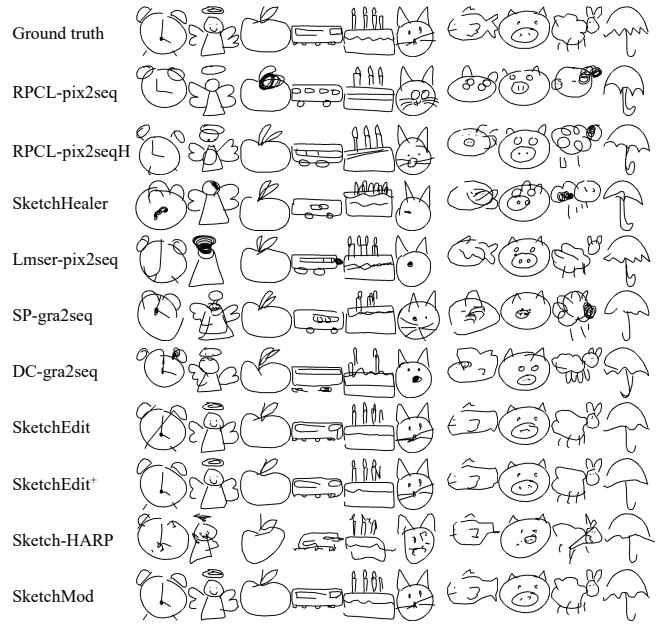 Ground truth
RPCL-pix2seq
RPCL-pix2seqH
SketchHealer
Lmser-pix2seq
SP-gra2seq
DC-gra2seq
SketchEdit
SketchEdit⁺
Sketch-HARP
SketchMod